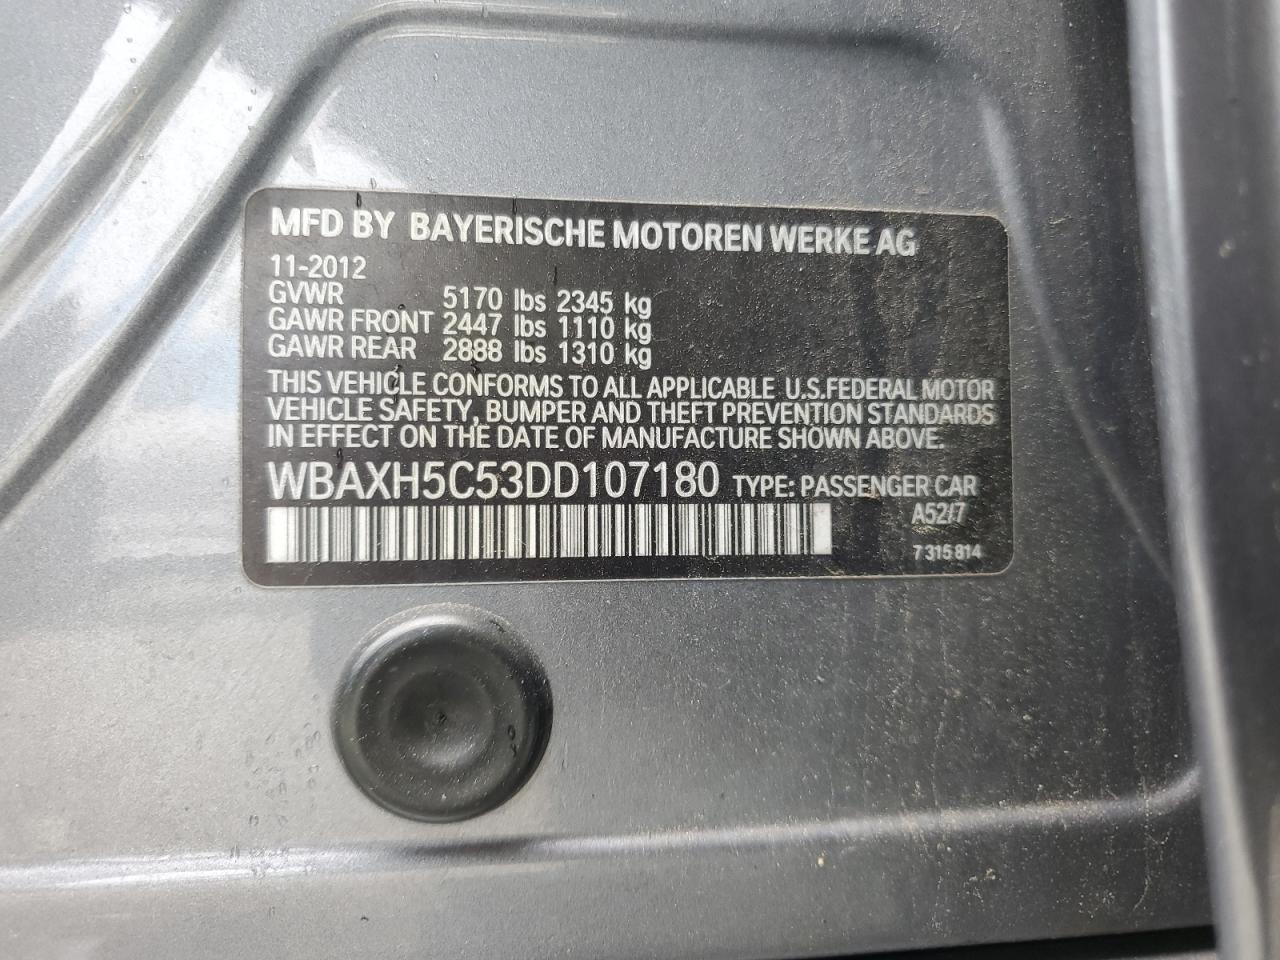 MFD BY BAYERISCHE MOTOREN WERKE AG
11-2012
GVWR 5170 lbs 2345 kg
GAWR FRONT 2447 lbs 1110 kg
GAWR REAR 2888 lbs 1310 kg
THIS VEHICLE CONFORMS TO ALL APPLICABLE U.S.FEDERAL MOTOR
VEHICLE SAFETY, BUMPER AND THEFT PREVENTION STANDARDS
IN EFFECT ON THE DATE OF MANUFACTURE SHOWN ABOVE.
WBAXH5C53DD107180 TYPE: PASSENGER CAR
A52/7
7 315 814